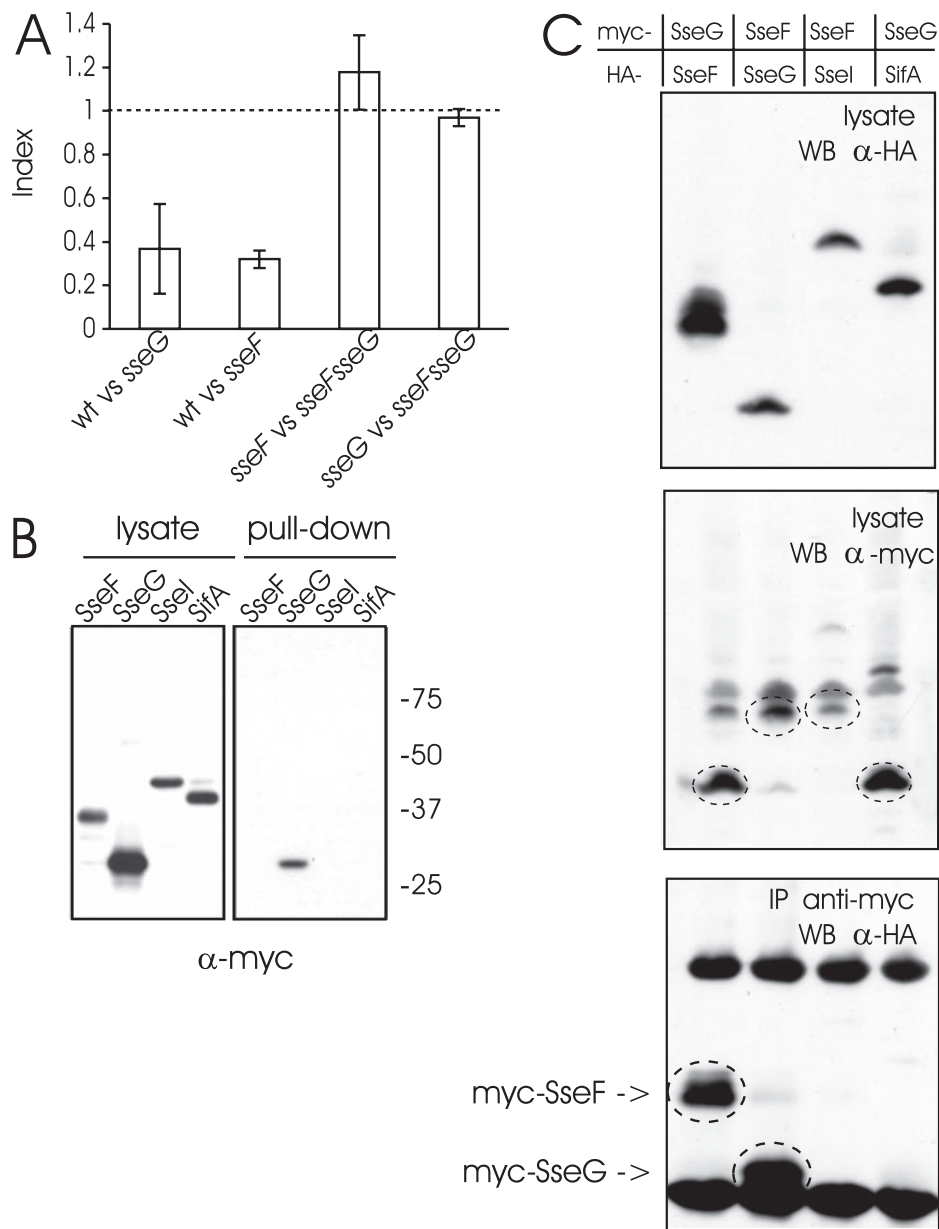 A
Index
1.4
1.2
1
0.8
0.6
0.4
0.2
0
wt vs sseG
wt vs sseF
sseF vs sseFsseG
sseG vs sseFsseG
B
lysate
pull-down
SseF
SseG
SseI
SifA
SseF
SseG
SseI
SifA
-75
-50
-37
-25
α-myc
C
myc- SseG SseF SseF SseG
HA- SseF SseG SseI SifA
lysate
WB α-HA
lysate
WB α-myc
IP anti-myc
WB α-HA
myc-SseF ->
myc-SseG ->